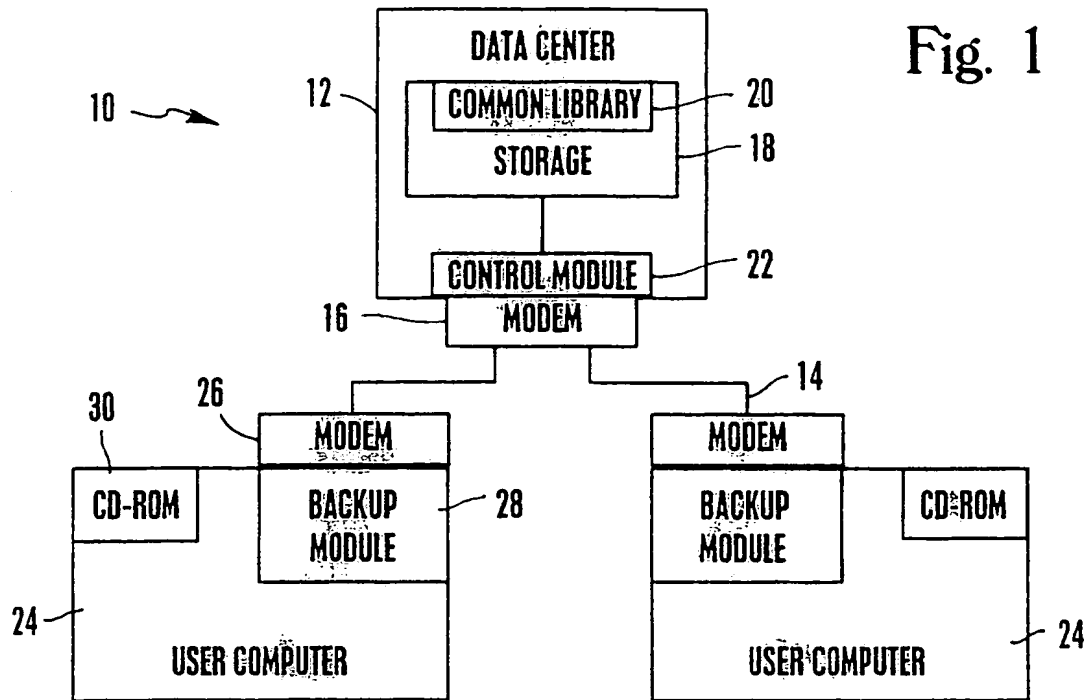 Fig. 1
DATA CENTER
12
COMMON LIBRARY
20
10
STORAGE
18
CONTROL MODULE
22
16
MODEM
14
30
26
MODEM
MODEM
CD-ROM
BACKUP
MODULE
28
BACKUP
MODULE
CD-ROM
24
USER COMPUTER
USER COMPUTER
24